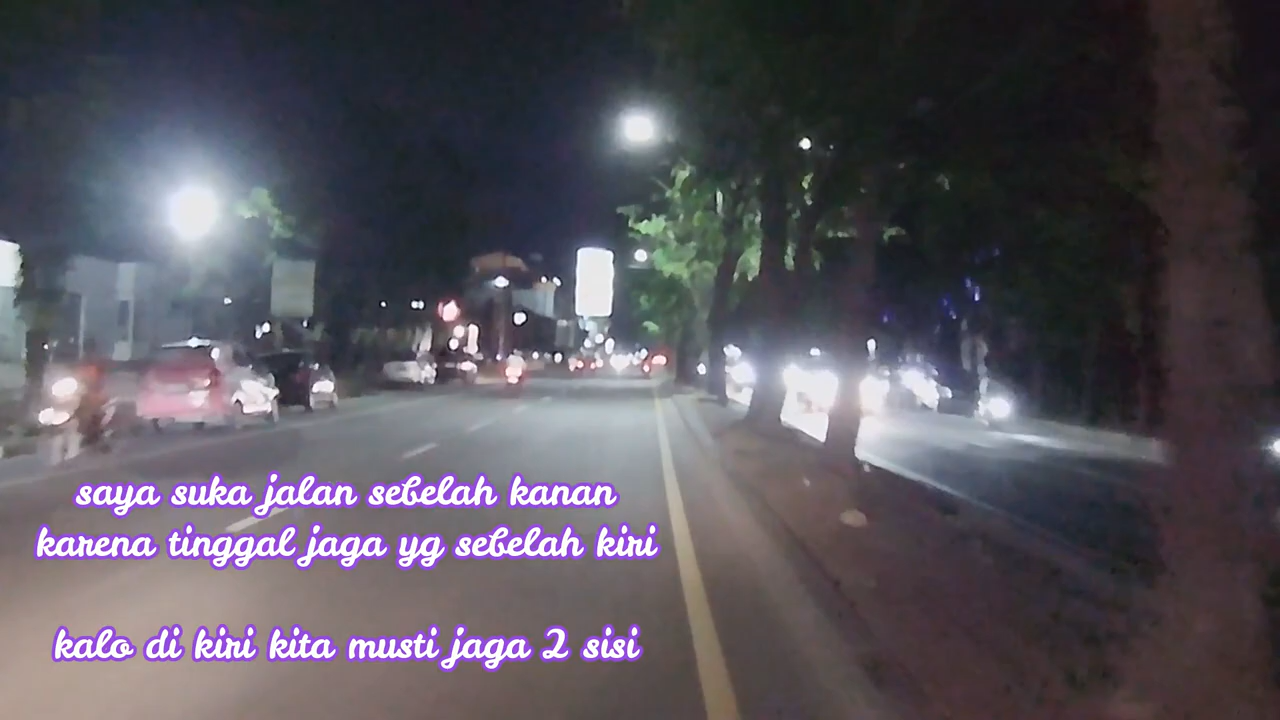 saya suka jalan sebelah kanan
karena tinggal jaga yg sebelah kiri
kalo di kiri kita musti jaga 2 sisi